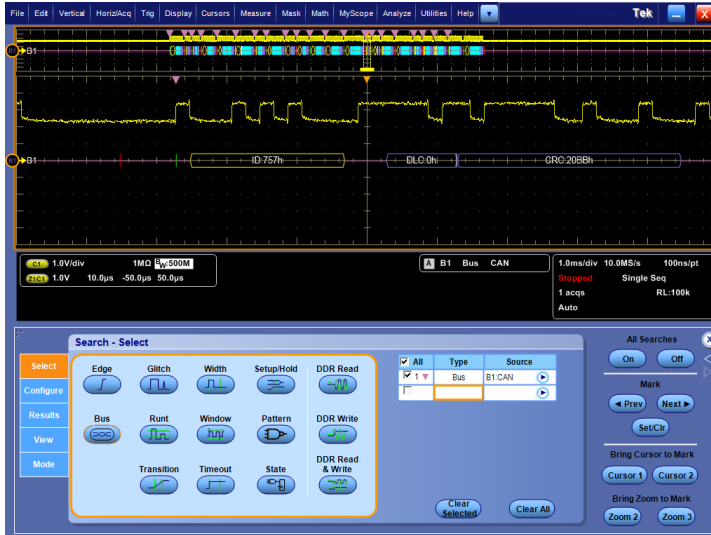 File Edit Vertical Horiz/Acq Trig Display Cursors Measure Mask Math MyScope Analyze Utilities Help Tek X
B1 B1
B1 B1 ID:757h DLC:0h CRC:20BBh
C1 1.0V/div 1MΩ BW:500M
Z1C1 1.0V 10.0µs -50.0µs 50.0µs
A B1 Bus CAN
1.0ms/div 10.0MS/s 100ns/pt
Stopped Single Seq
1 acqs RL:100k
Auto
Search - Select
Select
Configure
Results
View
Mode
Edge Glitch Width Setup/Hold DDR Read
Bus Runt Window Pattern DDR Write
Transition Timeout State DDR Read
& Write
All Type Source
1 Bus B1:CAN
Clear
Selected
Clear All
All Searches X
On Off
Mark
Prev Next
Set/Clr
Bring Cursor to Mark
Cursor 1 Cursor 2
Bring Zoom to Mark
Zoom 2 Zoom 3